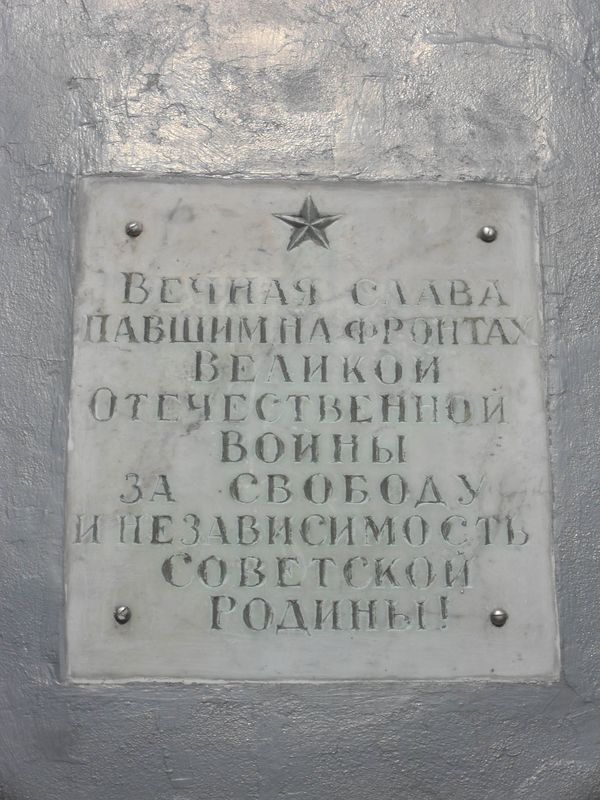 Вечная слава
павшим на фронтах
Великой
Отечественной
Войны
за свободу
и независимость
Советской
Родины!